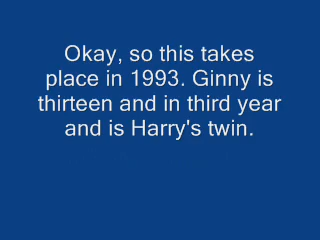 Okay, so this takes
place in 1993. Ginny is
thirteen and in third year
and is Harry's twin.